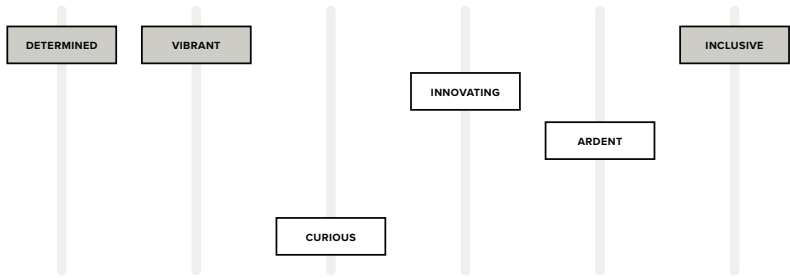 DETERMINED
VIBRANT
INCLUSIVE
INNOVATING
ARDENT
CURIOUS